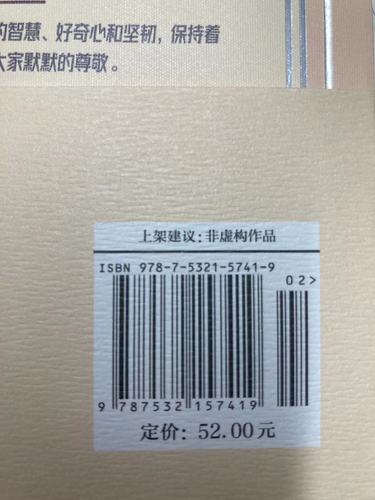 的智慧、好奇心和坚韧，保持着
大家默默的尊敬。
上架建议：非虚构作品
ISBN 978-7-5321-5741-9
02>
9 787532 157419
定价：52.00元